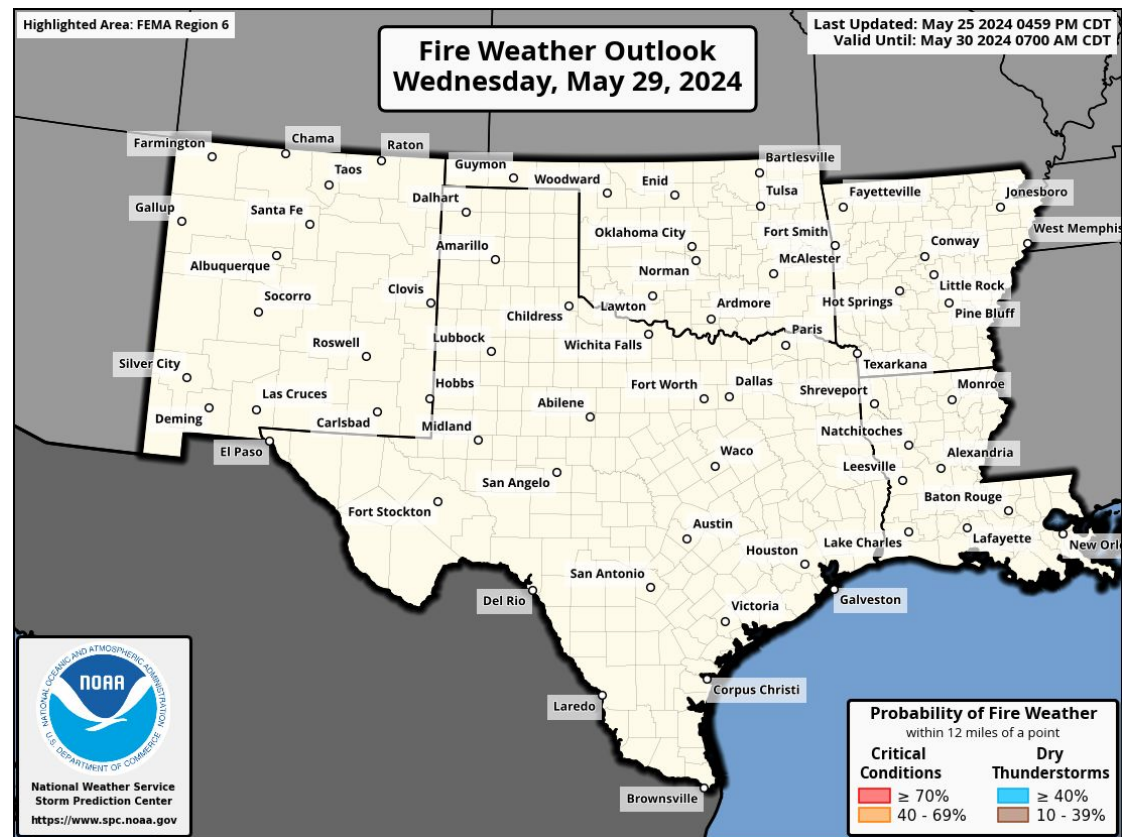 Highlighted Area: FEMA Region 6
Last Updated: May 25 2024 0459 PM CDT
Valid Until: May 30 2024 0700 AM CDT
Fire Weather Outlook
Wednesday, May 29, 2024
Farmington
Chama
Raton
Taos
Guymon
Woodward
Enid
Bartlesville
Tulsa
Fayetteville
Jonesboro
Gallup
Santa Fe
Dalhart
Albuquerque
Amarillo
Oklahoma City
Norman
Fort Smith
McAlester
Conway
West Memphis
Socorro
Clovis
Childress
Lawton
Ardmore
Hot Springs
Little Rock
Pine Bluff
Roswell
Lubbock
Wichita Falls
Paris
Texarkana
Silver City
Las Cruces
Hobbs
Fort Worth
Dallas
Shreveport
Monroe
Deming
Carlsbad
Abilene
Midland
Natchitoches
El Paso
San Angelo
Waco
Leesville
Alexandria
Fort Stockton
Austin
Baton Rouge
Houston
Lake Charles
Lafayette
New Orl
San Antonio
Del Rio
Galveston
Victoria
Laredo
Corpus Christi
Brownsville
NATIONAL OCEANIC AND ATMOSPHERIC ADMINISTRATION
NOAA
U.S. DEPARTMENT OF COMMERCE
National Weather Service
Storm Prediction Center
https://www.spc.noaa.gov
Probability of Fire Weather
within 12 miles of a point
Critical Conditions
≥ 70%
40 - 69%
Dry Thunderstorms
≥ 40%
10 - 39%